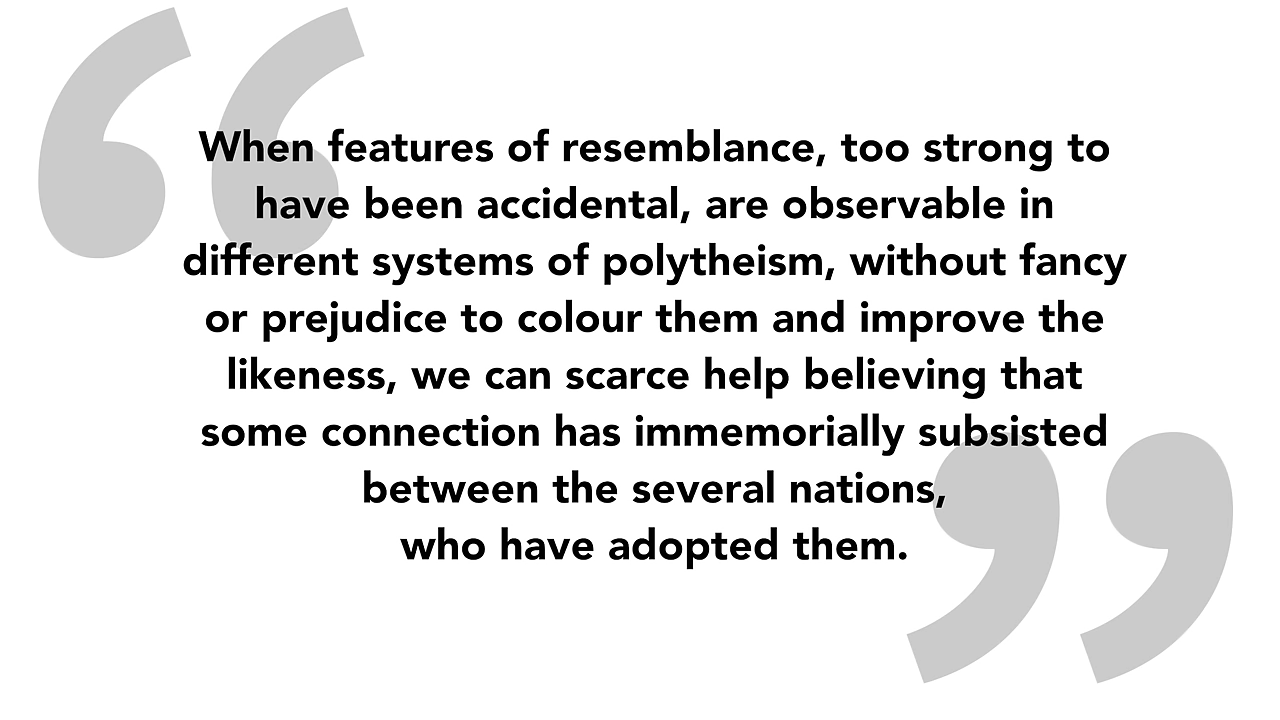 When features of resemblance, too strong to
have been accidental, are observable in
different systems of polytheism, without fancy
or prejudice to colour them and improve the
likeness, we can scarce help believing that
some connection has immemorially subsisted
between the several nations,
who have adopted them.